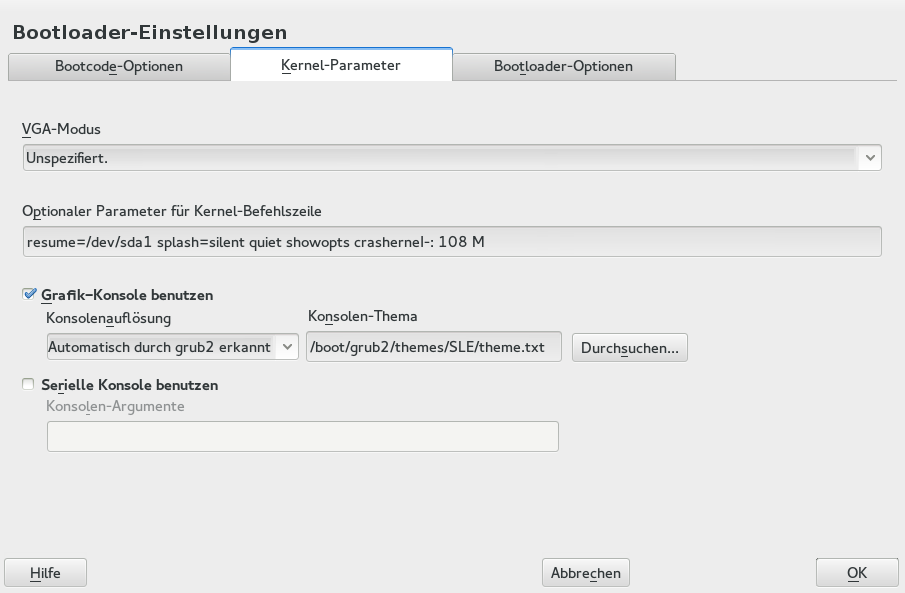 Bootloader-Einstellungen
Bootcode-Optionen
Kernel-Parameter
Bootloader-Optionen
VGA-Modus
Unspezifiert.
Optionaler Parameter für Kernel-Befehlszeile
resume=/dev/sda1 splash=silent quiet showopts crashernel-: 108 M
Grafik-Konsole benutzen
Konsolenauflösung
Konsolen-Thema
Automatisch durch grub2 erkannt
/boot/grub2/themes/SLE/theme.txt
Durchsuchen...
Serielle Konsole benutzen
Konsolen-Argumente
Hilfe
Abbrechen
OK